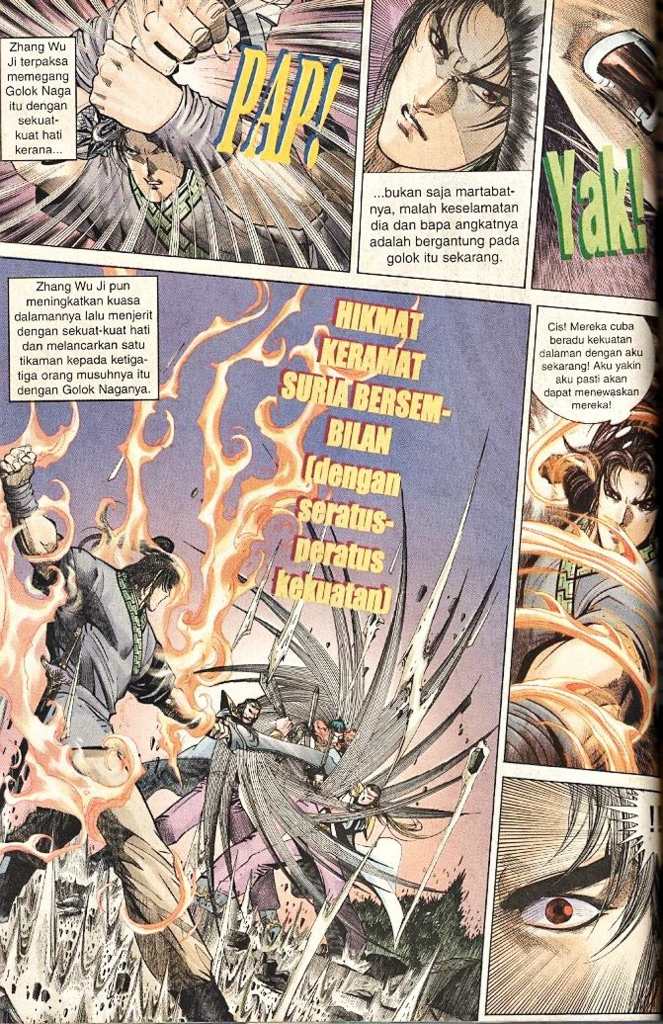 Zhang Wu
Ji terpaksa
memegang
Golok Naga
itu dengan
sekuat-
kuat hati
kerana...
PAP!
...bukan saja martabat-
nya, malah keselamatan
dia dan bapa angkatnya
adalah bergantung pada
golok itu sekarang.
Yak!
Zhang Wu Ji pun
meningkatkan kuasa
dalamannya lalu menjerit
dengan sekuat-kuat hati
dan melancarkan satu
tikaman kepada ketiga-
tiga orang musuhnya itu
dengan Golok Naganya.
HIKMAT
KERAMAT
SURIA BERSEM-
BILAN
(dengan
seratus-
peratus
kekuatan)
Cis! Mereka cuba
beradu kekuatan
dalaman dengan aku
sekarang! Aku yakin
aku pasti akan
dapat menewaskan
mereka!
!